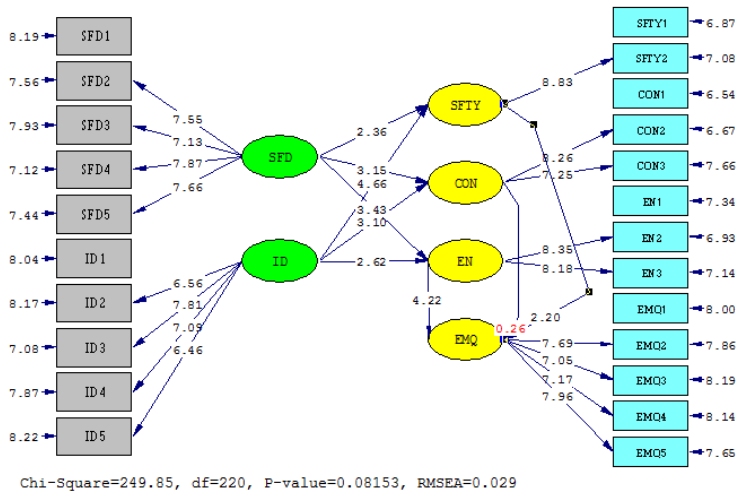 8.19 SFD1
7.56 SFD2
7.93 SFD3
7.12 SFD4
7.44 SFD5
8.04 ID1
8.17 ID2
7.08 ID3
7.87 ID4
8.22 ID5
7.55
7.13
7.87
7.66
6.56
7.81
7.09
6.46
SFD
ID
2.36
3.15
4.66
3.43
3.10
2.62
SFTY
CON
EN
4.22
EMQ
0.26
2.20
8.83
8.26
7.25
8.35
8.18
7.69
7.05
7.17
7.96
SFTY1 6.87
SFTY2 7.08
CON1 6.54
CON2 6.67
CON3 7.66
EN1 7.34
EN2 6.93
EN3 7.14
EMQ1 8.00
EMQ2 7.86
EMQ3 8.19
EMQ4 8.14
EMQ5 7.65
Chi-Square=249.85, df=220, P-value=0.08153, RMSEA=0.029